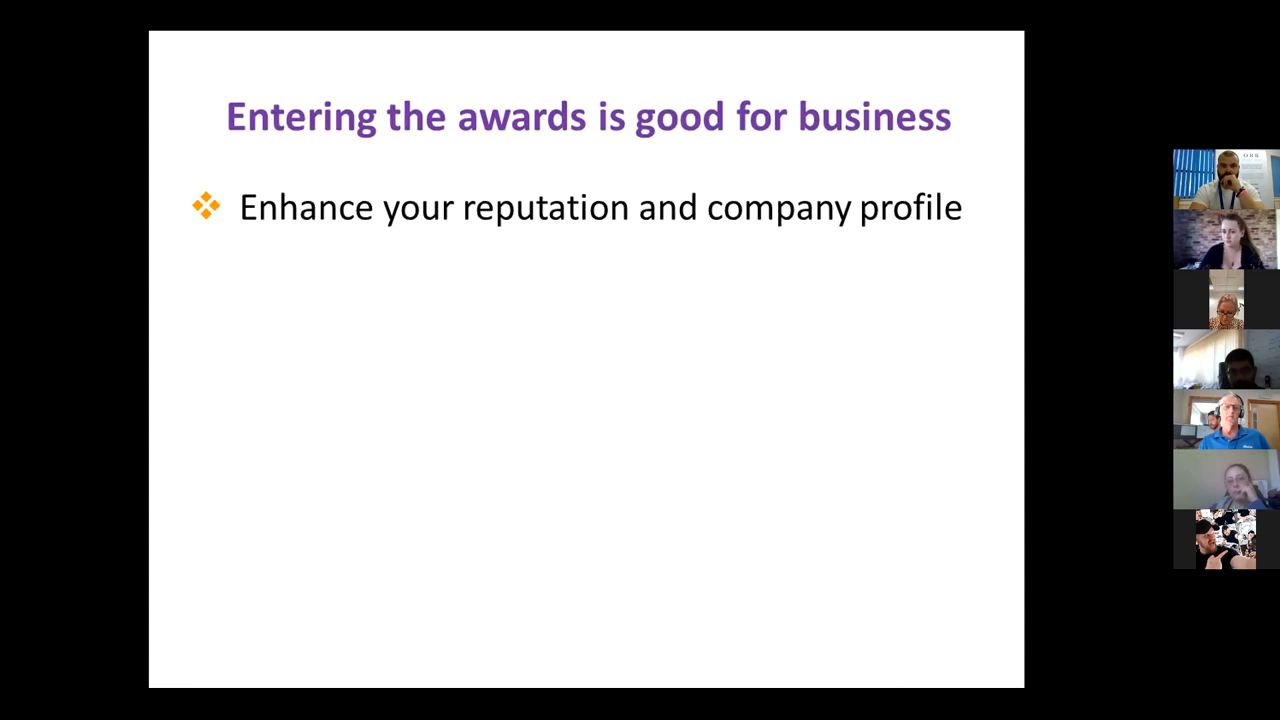 Entering the awards is good for business
Enhance your reputation and company profile